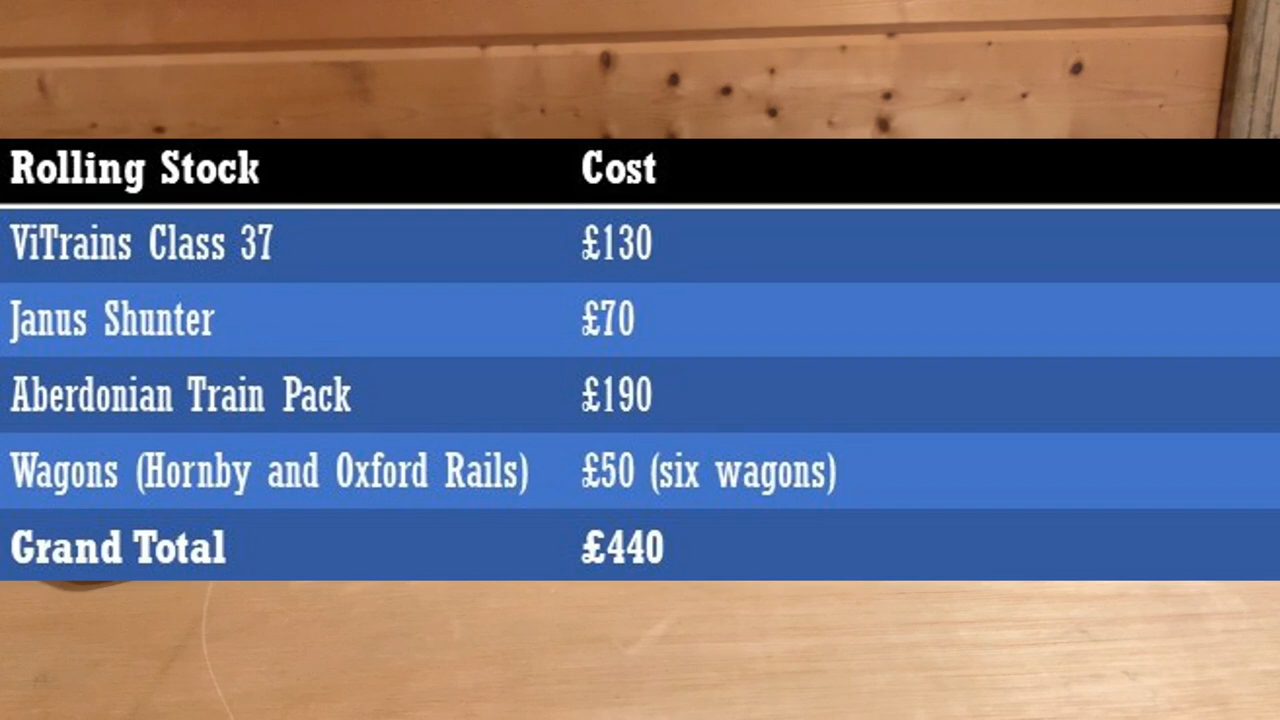 Rolling Stock Cost
ViTrains Class 37 £130
Janus Shunter £70
Aberdonian Train Pack £190
Wagons (Hornby and Oxford Rails) £50 (six wagons)
Grand Total £440